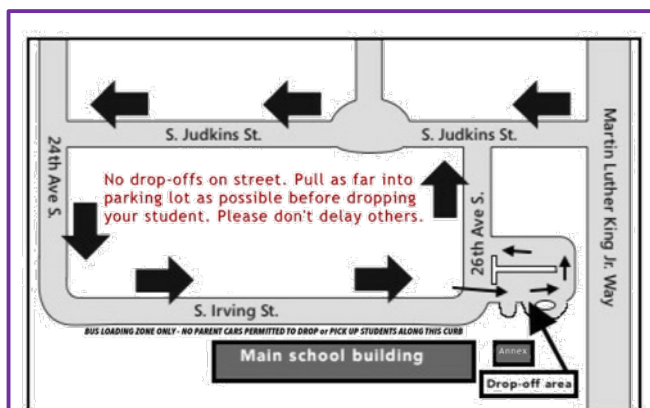 S. Judkins St.
S. Judkins St.
24th Ave S.
Martin Luther King Jr. Way
No drop-offs on street. Pull as far into
parking lot as possible before dropping
your student. Please don't delay others.
26th Ave S.
S. Irving St.
BUS LOADING ZONE ONLY - NO PARENT CARS PERMITTED TO DROP or PICK UP STUDENTS ALONG THIS CURB
Main school building
Annex
Drop-off area